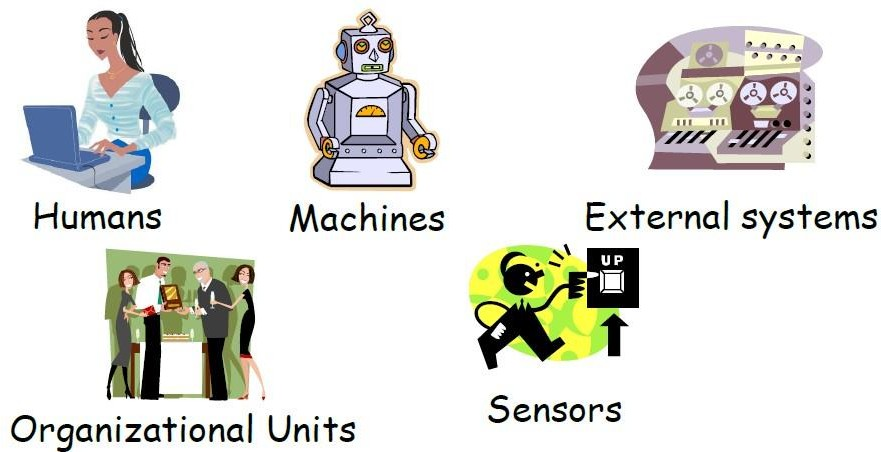 Humans
Machines
External systems
UP
Organizational Units
Sensors